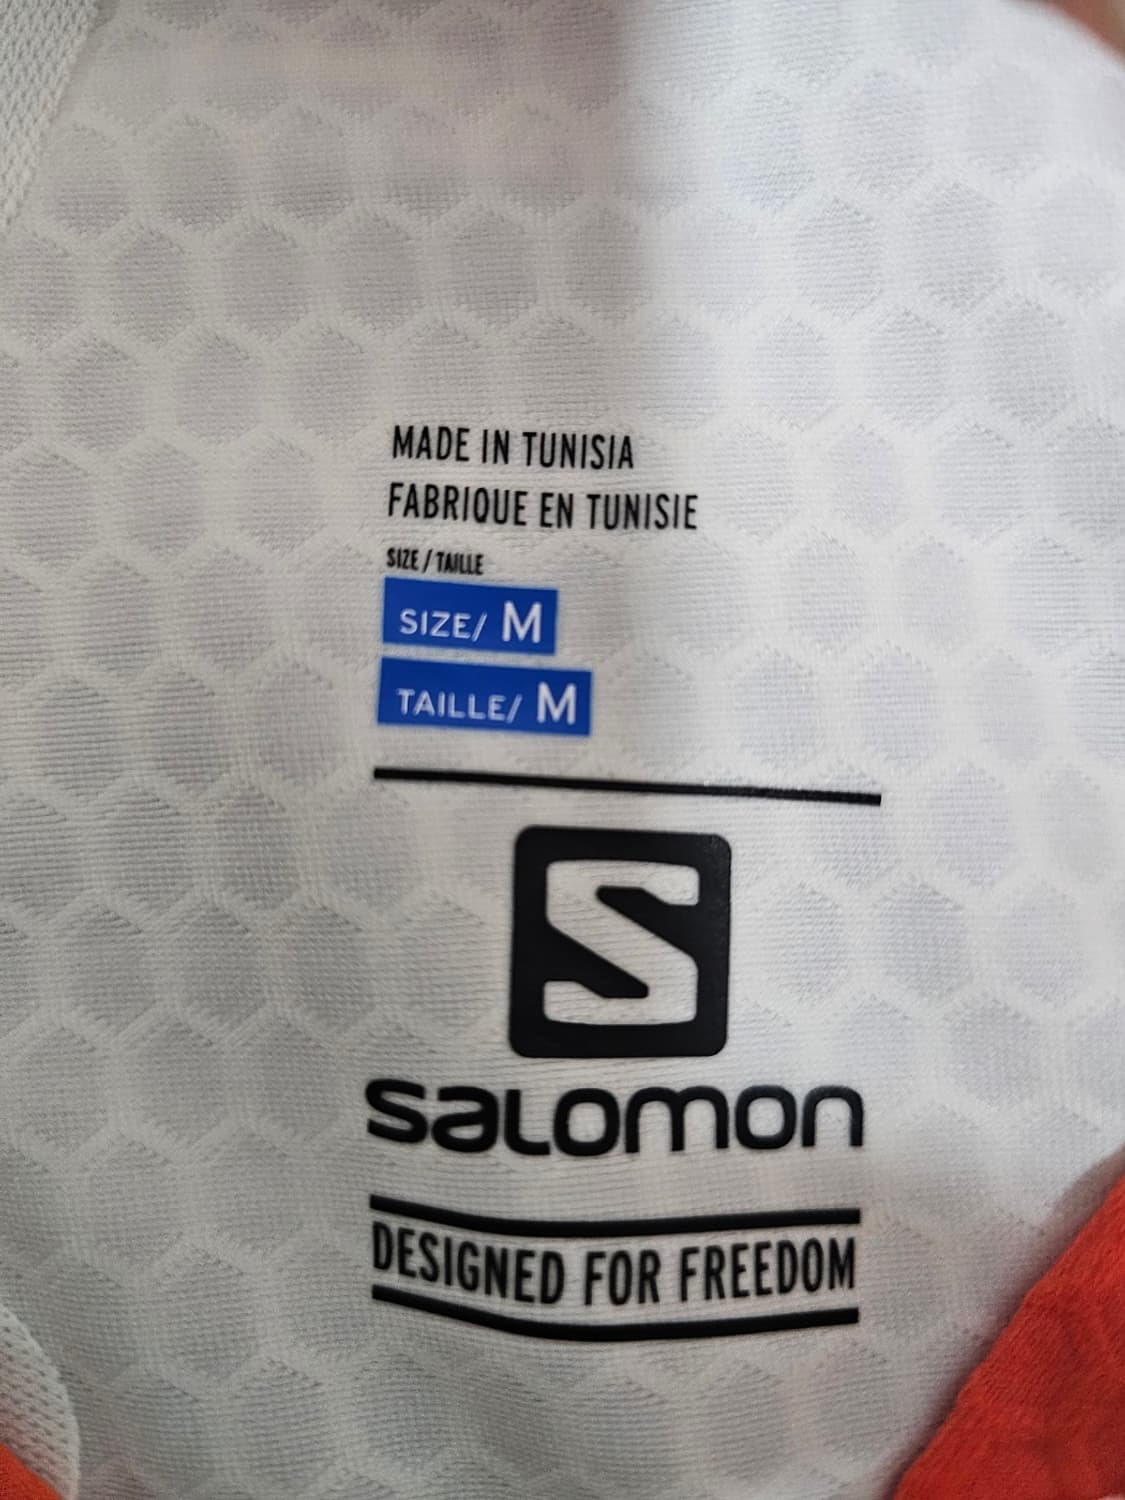 MADE IN TUNISIA
FABRIQUE EN TUNISIE
SIZE / TAILLE
SIZE/ M
TAILLE/ M
S
SALOMON
DESIGNED FOR FREEDOM